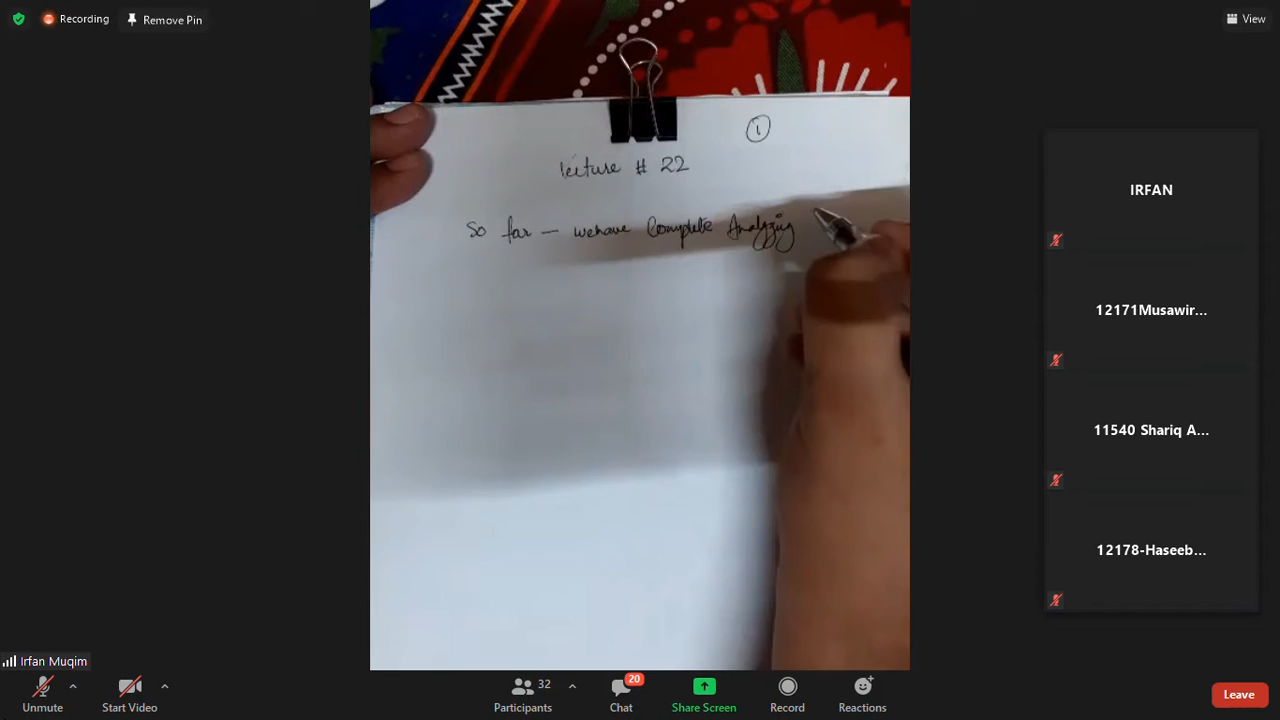 Recording
Remove Pin
View
1
lecture # 22
So far — we have Complete Analyzing
IRFAN
12171Musawir...
11540 Shariq A...
12178-Haseeb...
Irfan Muqim
Unmute
Start Video
32
Participants
20
Chat
Share Screen
Record
Reactions
Leave